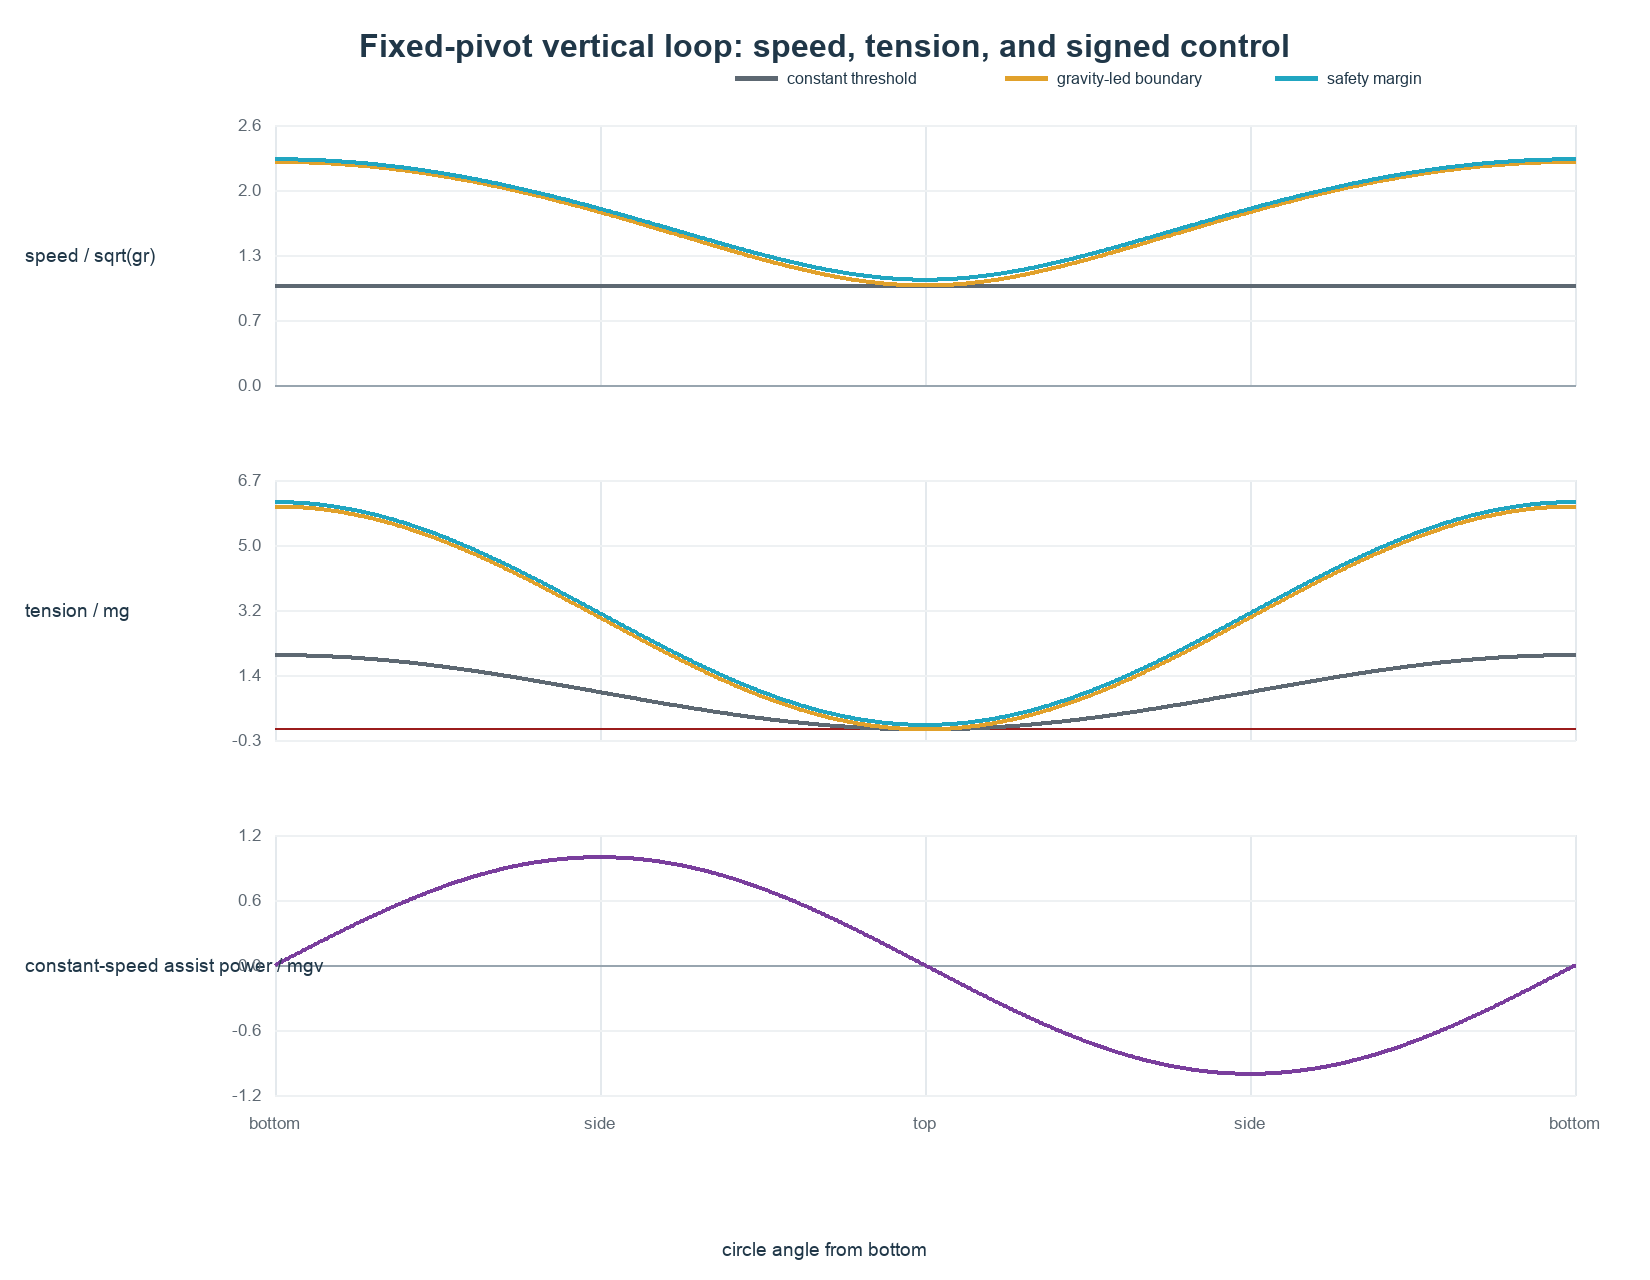 Fixed-pivot vertical loop: speed, tension, and signed control
constant threshold
gravity-led boundary
safety margin
2.6
2.0
1.3
0.7
0.0
speed / sqrt(gr)
6.7
5.0
3.2
1.4
-0.3
tension / mg
1.2
0.6
0.0
-0.6
-1.2
constant-speed assist power / mgv
bottom
side
top
side
bottom
circle angle from bottom